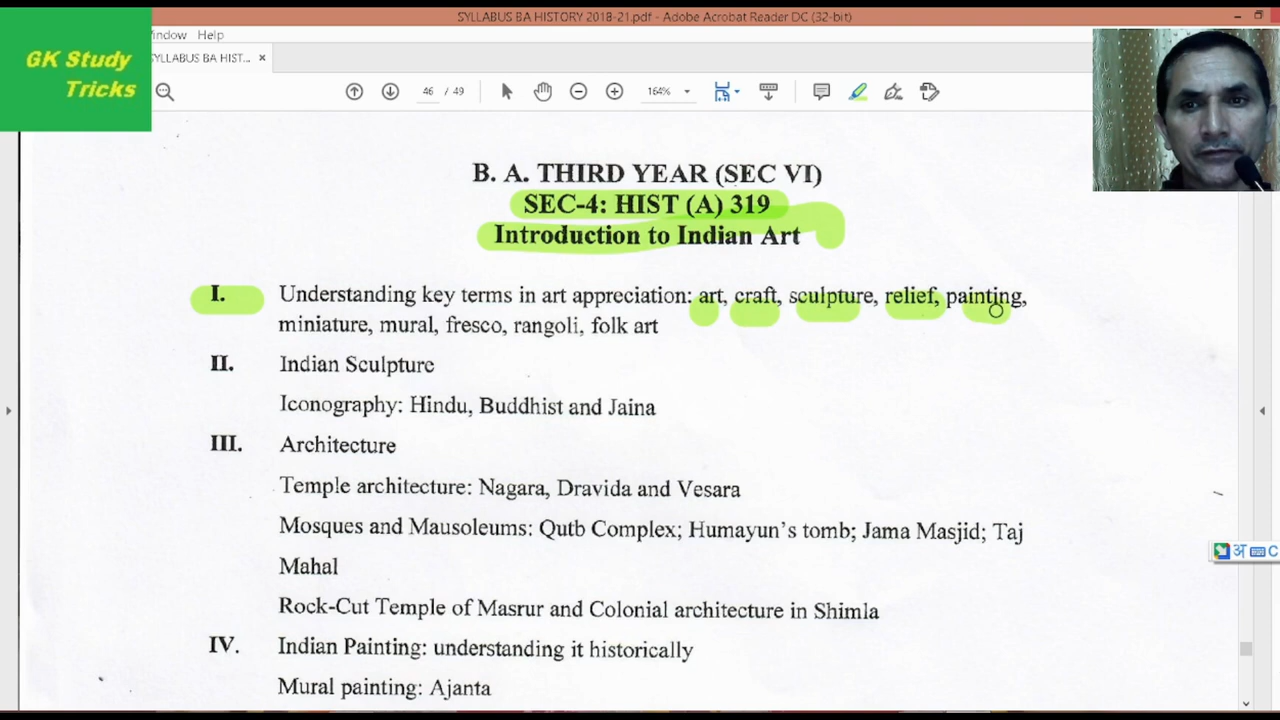 SYLLABUS BA HISTORY 2018-21.pdf - Adobe Acrobat Reader DC (32-bit)
indow Help
GK Study
Tricks
SYLLABUS BA HIST... ×
46 / 49
164%
B. A. THIRD YEAR (SEC VI)
SEC-4: HIST (A) 319
Introduction to Indian Art
I. Understanding key terms in art appreciation: art, craft, sculpture, relief, painting,
miniature, mural, fresco, rangoli, folk art
II. Indian Sculpture
Iconography: Hindu, Buddhist and Jaina
III. Architecture
Temple architecture: Nagara, Dravida and Vesara
Mosques and Mausoleums: Qutb Complex; Humayun's tomb; Jama Masjid; Taj
Mahal
अ C
Rock-Cut Temple of Masrur and Colonial architecture in Shimla
IV. Indian Painting: understanding it historically
Mural painting: Ajanta